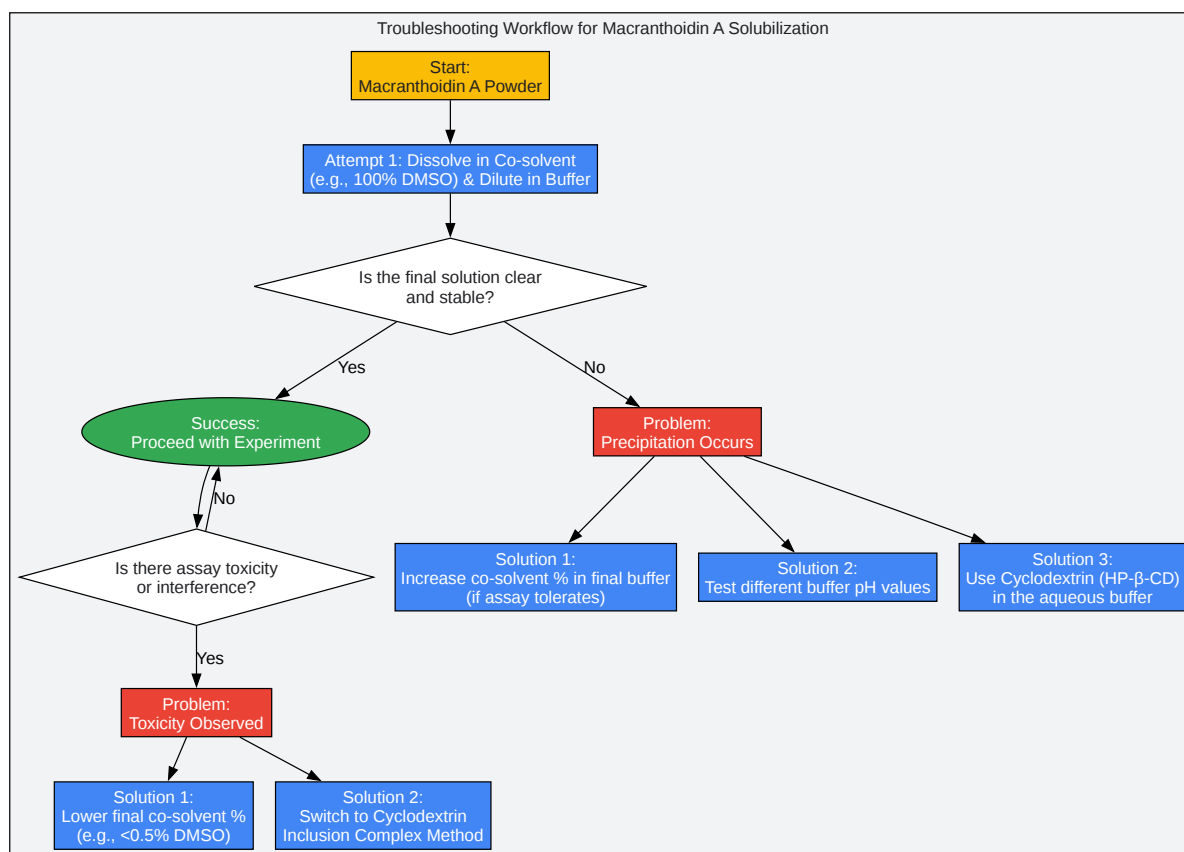 Troubleshooting Workflow for Macranthoidin A Solubilization
Start:
Macranthoidin A Powder
Attempt 1: Dissolve in Co-solvent
(e.g., 100% DMSO) & Dilute in Buffer
Is the final solution clear
and stable?
Yes
No
Success:
Proceed with Experiment
Problem:
Precipitation Occurs
No
Is there assay toxicity
or interference?
Solution 1:
Increase co-solvent % in final buffer
(if assay tolerates)
Solution 2:
Test different buffer pH values
Solution 3:
Use Cyclodextrin (HP-β-CD)
in the aqueous buffer
Yes
Problem:
Toxicity Observed
Solution 1:
Lower final co-solvent %
(e.g., <0.5% DMSO)
Solution 2:
Switch to Cyclodextrin
Inclusion Complex Method